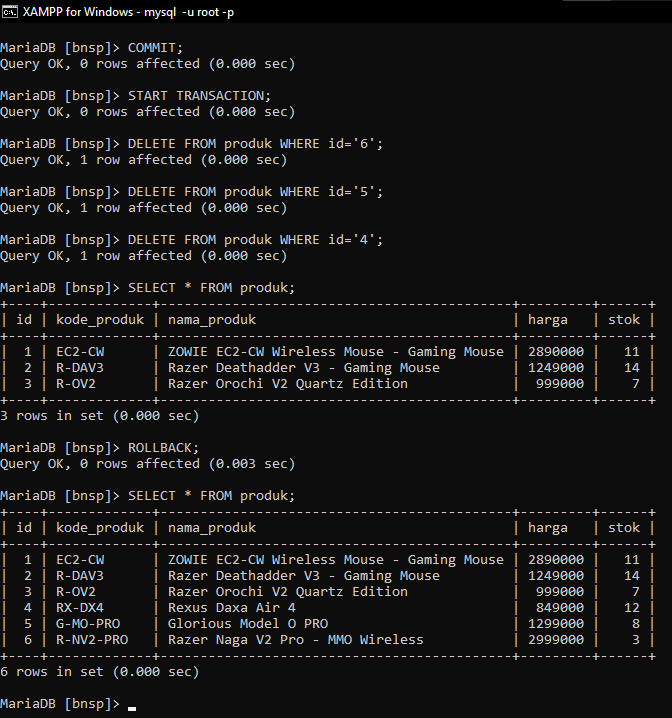 XAMPP for Windows - mysql -u root -p
MariaDB [bnsp]> COMMIT;
Query OK, 0 rows affected (0.000 sec)
MariaDB [bnsp]> START TRANSACTION;
Query OK, 0 rows affected (0.000 sec)
MariaDB [bnsp]> DELETE FROM produk WHERE id='6';
Query OK, 1 row affected (0.000 sec)
MariaDB [bnsp]> DELETE FROM produk WHERE id='5';
Query OK, 1 row affected (0.000 sec)
MariaDB [bnsp]> DELETE FROM produk WHERE id='4';
Query OK, 1 row affected (0.000 sec)
MariaDB [bnsp]> SELECT * FROM produk;
+----+-------------+--------------------------------------------+---------+------+
| id | kode_produk | nama_produk                                | harga   | stok |
+----+-------------+--------------------------------------------+---------+------+
|  1 | EC2-CW      | ZOWIE EC2-CW Wireless Mouse - Gaming Mouse | 2890000 |   11 |
|  2 | R-DAV3      | Razer Deathadder V3 - Gaming Mouse         | 1249000 |   14 |
|  3 | R-OV2       | Razer Orochi V2 Quartz Edition             |  999000 |    7 |
+----+-------------+--------------------------------------------+---------+------+
3 rows in set (0.000 sec)
MariaDB [bnsp]> ROLLBACK;
Query OK, 0 rows affected (0.003 sec)
MariaDB [bnsp]> SELECT * FROM produk;
+----+-------------+--------------------------------------------+---------+------+
| id | kode_produk | nama_produk                                | harga   | stok |
+----+-------------+--------------------------------------------+---------+------+
|  1 | EC2-CW      | ZOWIE EC2-CW Wireless Mouse - Gaming Mouse | 2890000 |   11 |
|  2 | R-DAV3      | Razer Deathadder V3 - Gaming Mouse         | 1249000 |   14 |
|  3 | R-OV2       | Razer Orochi V2 Quartz Edition             |  999000 |    7 |
|  4 | RX-DX4      | Rexus Daxa Air 4                           |  849000 |   12 |
|  5 | G-MO-PRO    | Glorious Model O PRO                       | 1299000 |    8 |
|  6 | R-NV2-PRO   | Razer Naga V2 Pro - MMO Wireless           | 2999000 |    3 |
+----+-------------+--------------------------------------------+---------+------+
6 rows in set (0.000 sec)
MariaDB [bnsp]> _